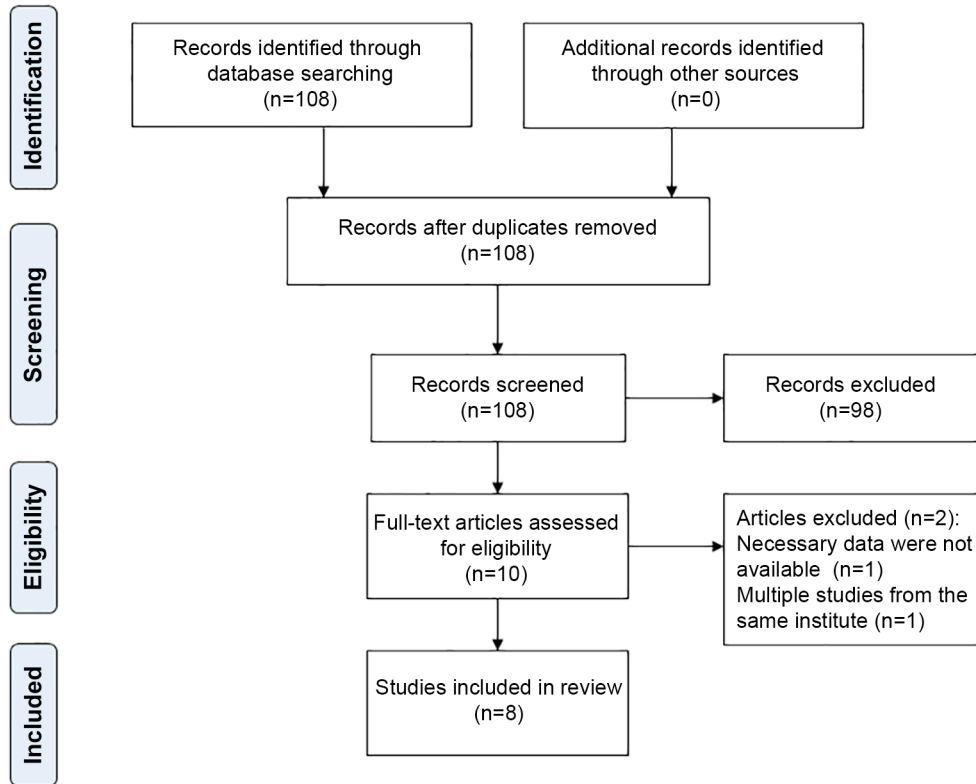 Identification
Records identified through
database searching
(n=108)
Additional records identified
through other sources
(n=0)
Records after duplicates removed
(n=108)
Screening
Records screened
(n=108)
Records excluded
(n=98)
Eligibility
Full-text articles assessed
for eligibility
(n=10)
Articles excluded (n=2):
Necessary data were not
available (n=1)
Multiple studies from the
same institute (n=1)
Included
Studies included in review
(n=8)